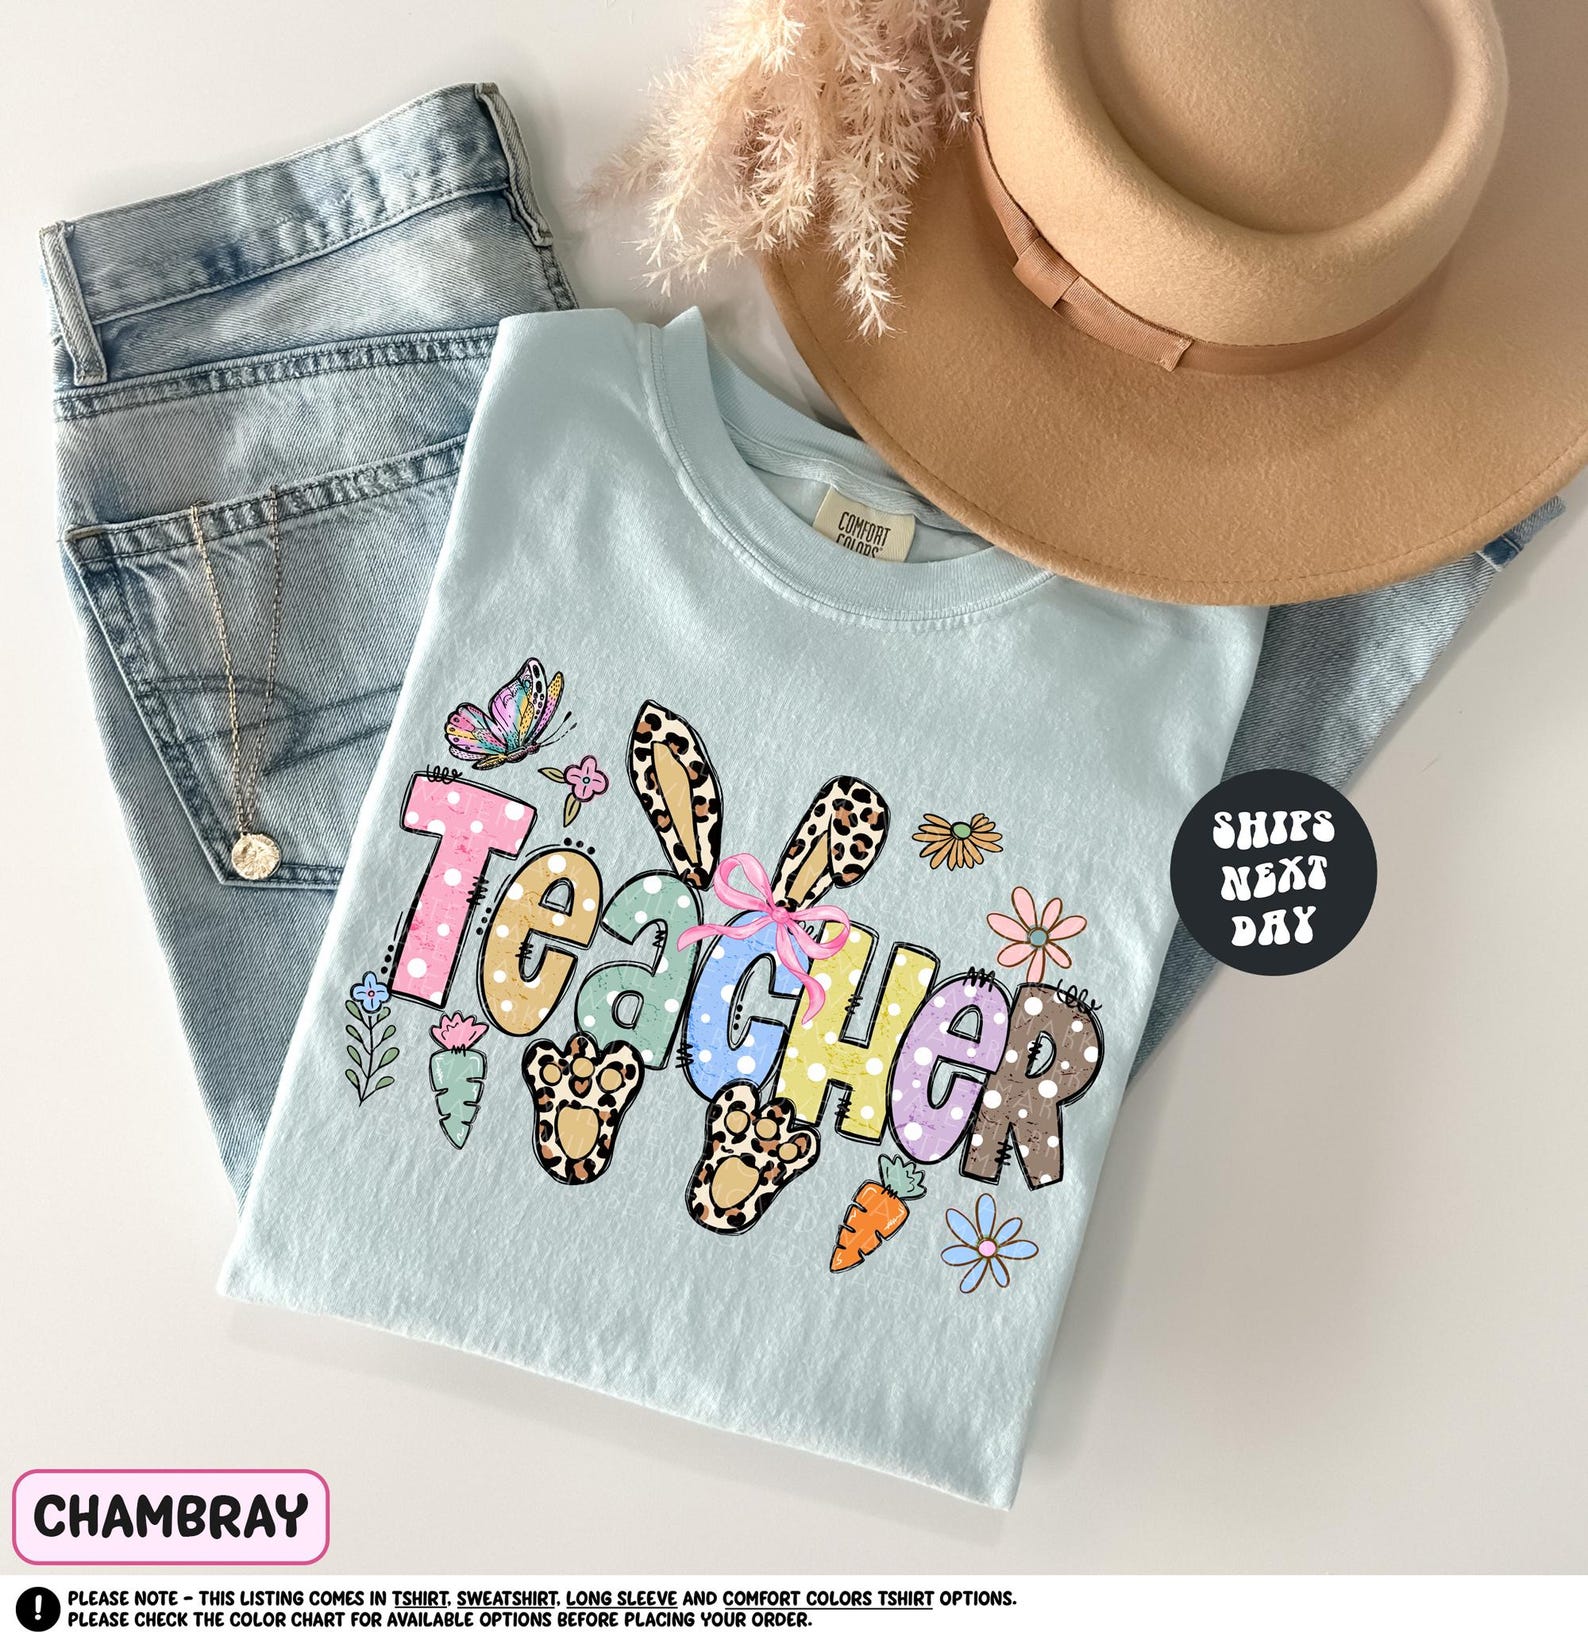 COMFORT
COLORS
TEACHER
SHIPS
NEXT
DAY
CHAMBRAY
! PLEASE NOTE - THIS LISTING COMES IN TSHIRT, SWEATSHIRT, LONG SLEEVE AND COMFORT COLORS TSHIRT OPTIONS.
PLEASE CHECK THE COLOR CHART FOR AVAILABLE OPTIONS BEFORE PLACING YOUR ORDER.